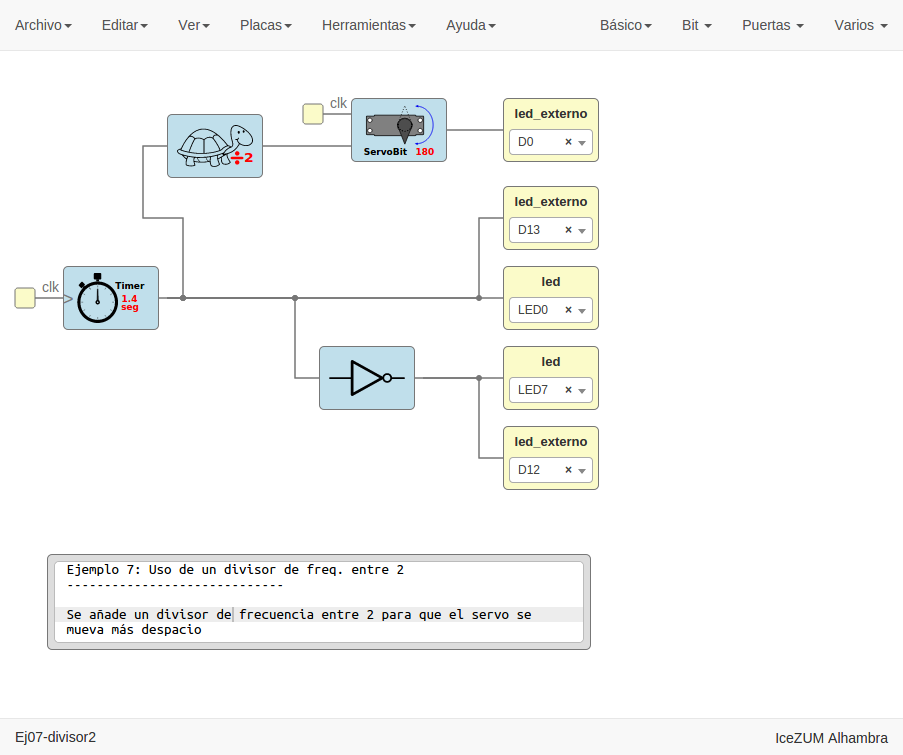 Archivo Editar Ver Placas Herramientas Ayuda Básico Bit Puertas Varios
clk
÷2
ServoBit 180
led_externo
D0 ×
led_externo
D13 ×
clk
Timer
1.4
seg
led
LED0 ×
led
LED7 ×
led_externo
D12 ×
Ejemplo 7: Uso de un divisor de freq. entre 2
-----------------------------
Se añade un divisor de frecuencia entre 2 para que el servo se
mueva más despacio
Ej07-divisor2 IceZUM Alhambra